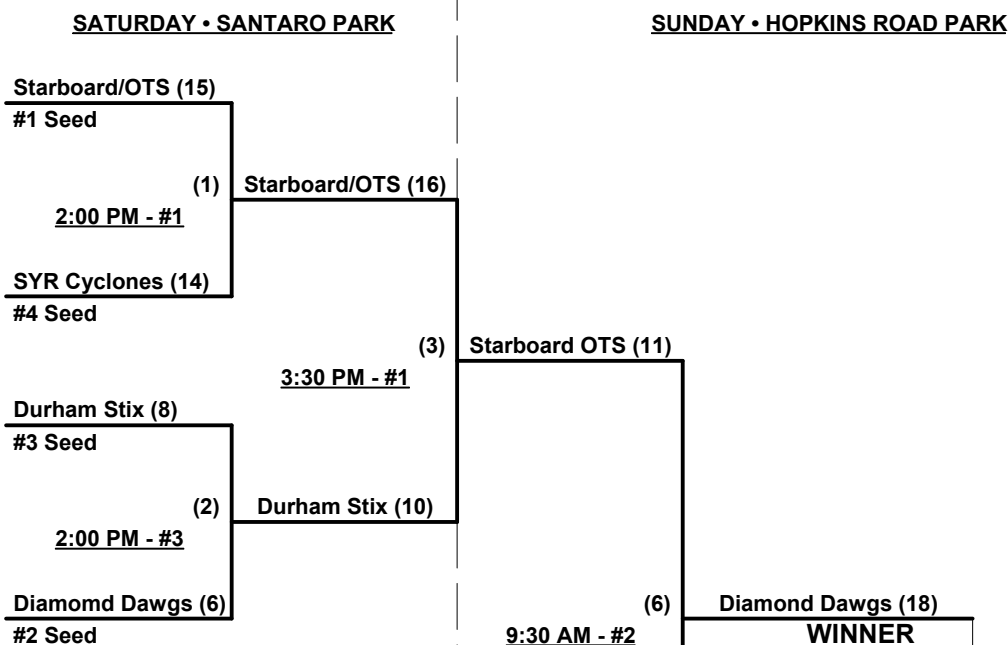 SATURDAY • SANTARO PARK
SUNDAY • HOPKINS ROAD PARK
Starboard/OTS (15)
#1 Seed
(1)
Starboard/OTS (16)
2:00 PM - #1
SYR Cyclones (14)
#4 Seed
(3)
Starboard OTS (11)
3:30 PM - #1
Durham Stix (8)
#3 Seed
(2)
Durham Stix (10)
2:00 PM - #3
Diamomd Dawgs (6)
#2 Seed
(6)
Diamond Dawgs (18)
9:30 AM - #2
WINNER